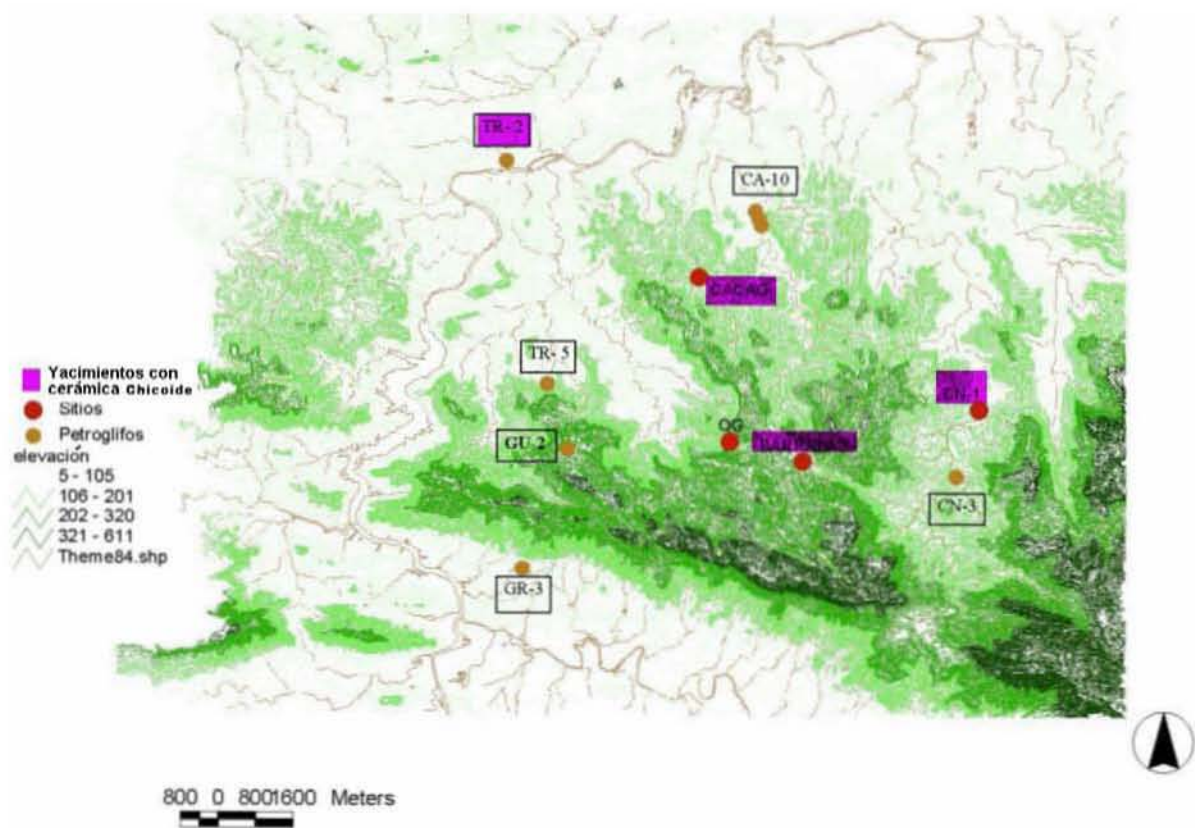 TR-2
CA-10
CACAO
TR-5
CN-1
GU-2
OG
CN-3
GR-3
Yacimientos con
cerámica Chicoide
Sitios
Petroglifos
elevación
5 - 105
106 - 201
202 - 320
321 - 611
Theme84.shp
800 0 8001600 Meters